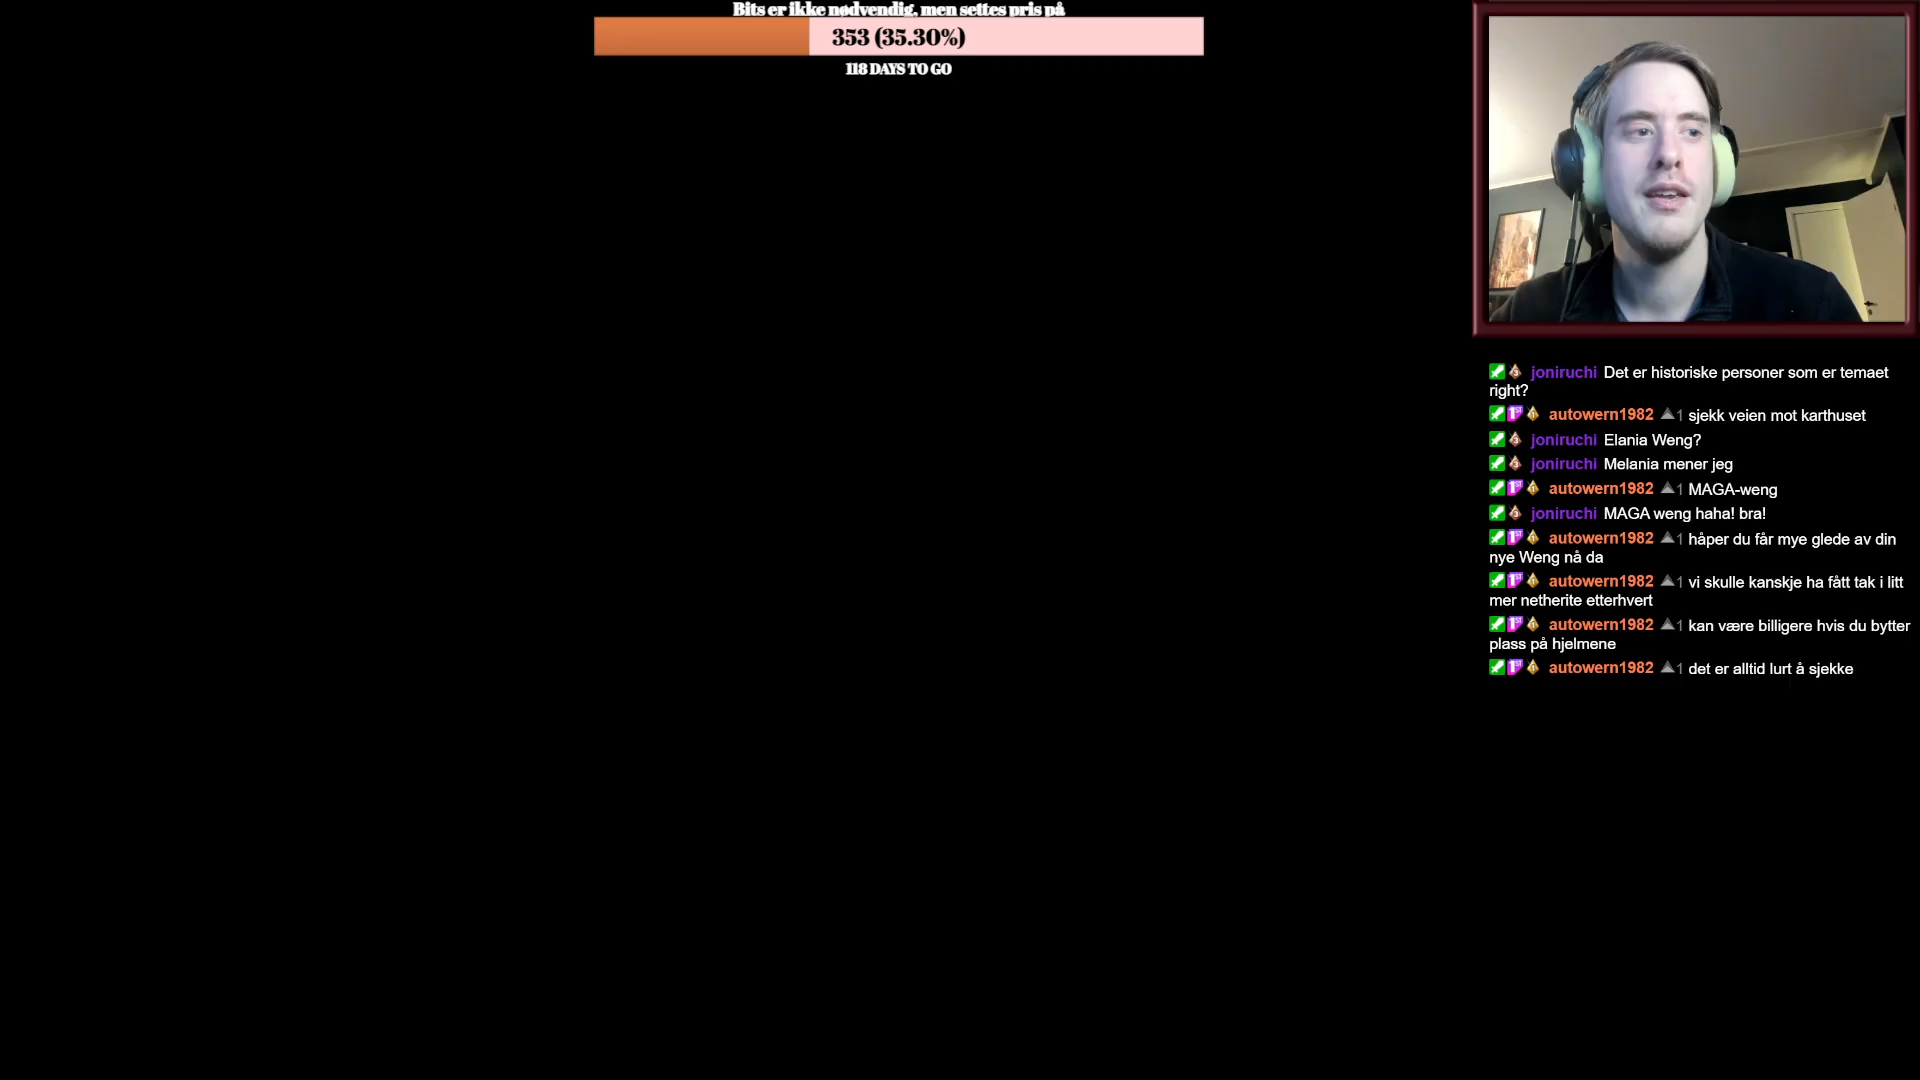 Bits er ikke nødvendig, men settes pris på
353 (35.30%)
118 DAYS TO GO
joniruchi Det er historiske personer som er temaet
right?
autowern1982 1 sjekk veien mot karthuset
joniruchi Elania Weng?
joniruchi Melania mener jeg
autowern1982 1 MAGA-weng
joniruchi MAGA weng haha! bra!
autowern1982 1 håper du får mye glede av din
nye Weng nå da
autowern1982 1 vi skulle kanskje ha fått tak i litt
mer netherite etterhvert
autowern1982 1 kan være billigere hvis du bytter
plass på hjelmene
autowern1982 1 det er alltid lurt å sjekke